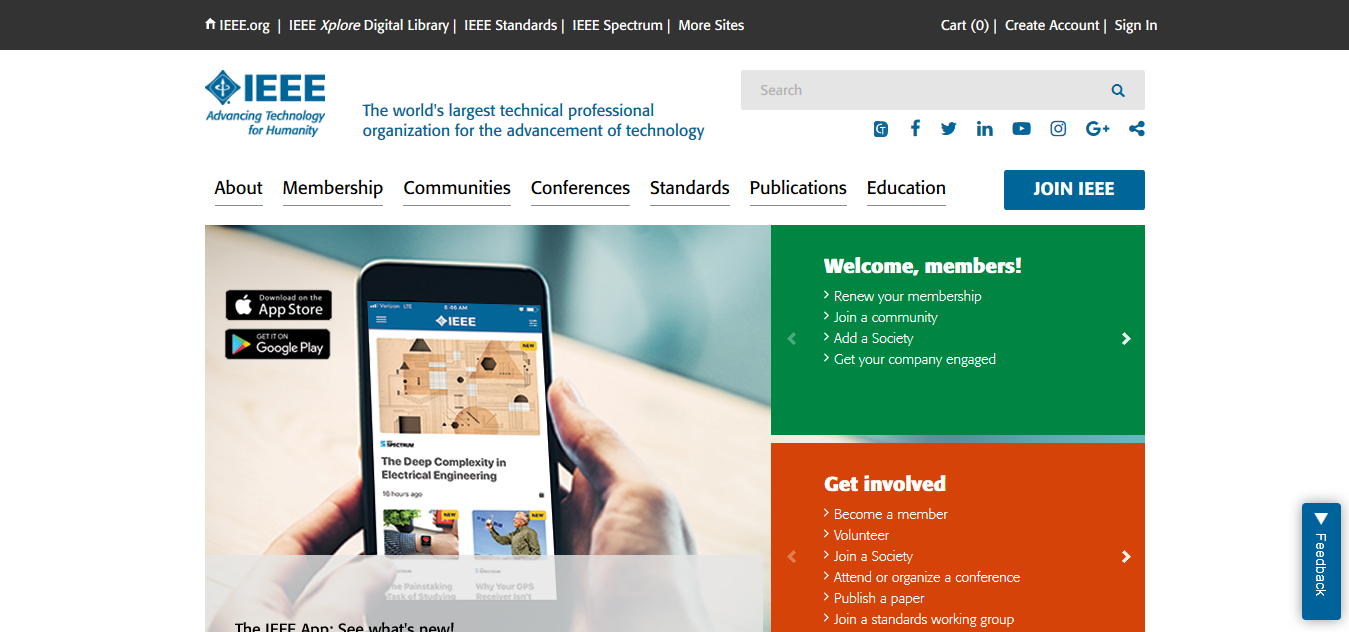 IEEE.org | IEEE Xplore Digital Library | IEEE Standards | IEEE Spectrum | More Sites
Cart (0) | Create Account | Sign In
IEEE
Advancing Technology
for Humanity
The world's largest technical professional
organization for the advancement of technology
Search
About Membership Communities Conferences Standards Publications Education
JOIN IEEE
Download on the
App Store
GET IT ON
Google Play
Verizon LTE 8:46 AM
IEEE
NEW
SPECTRUM
The Deep Complexity in
Electrical Engineering
16 hours ago
NEW NEW
The Painstaking
Task of Studying
Why Your GPS
Receiver Isn't
The IEEE App: See what's new!
Welcome, members!
Renew your membership
Join a community
Add a Society
Get your company engaged
Get involved
Become a member
Volunteer
Join a Society
Attend or organize a conference
Publish a paper
Join a standards working group
Feedback